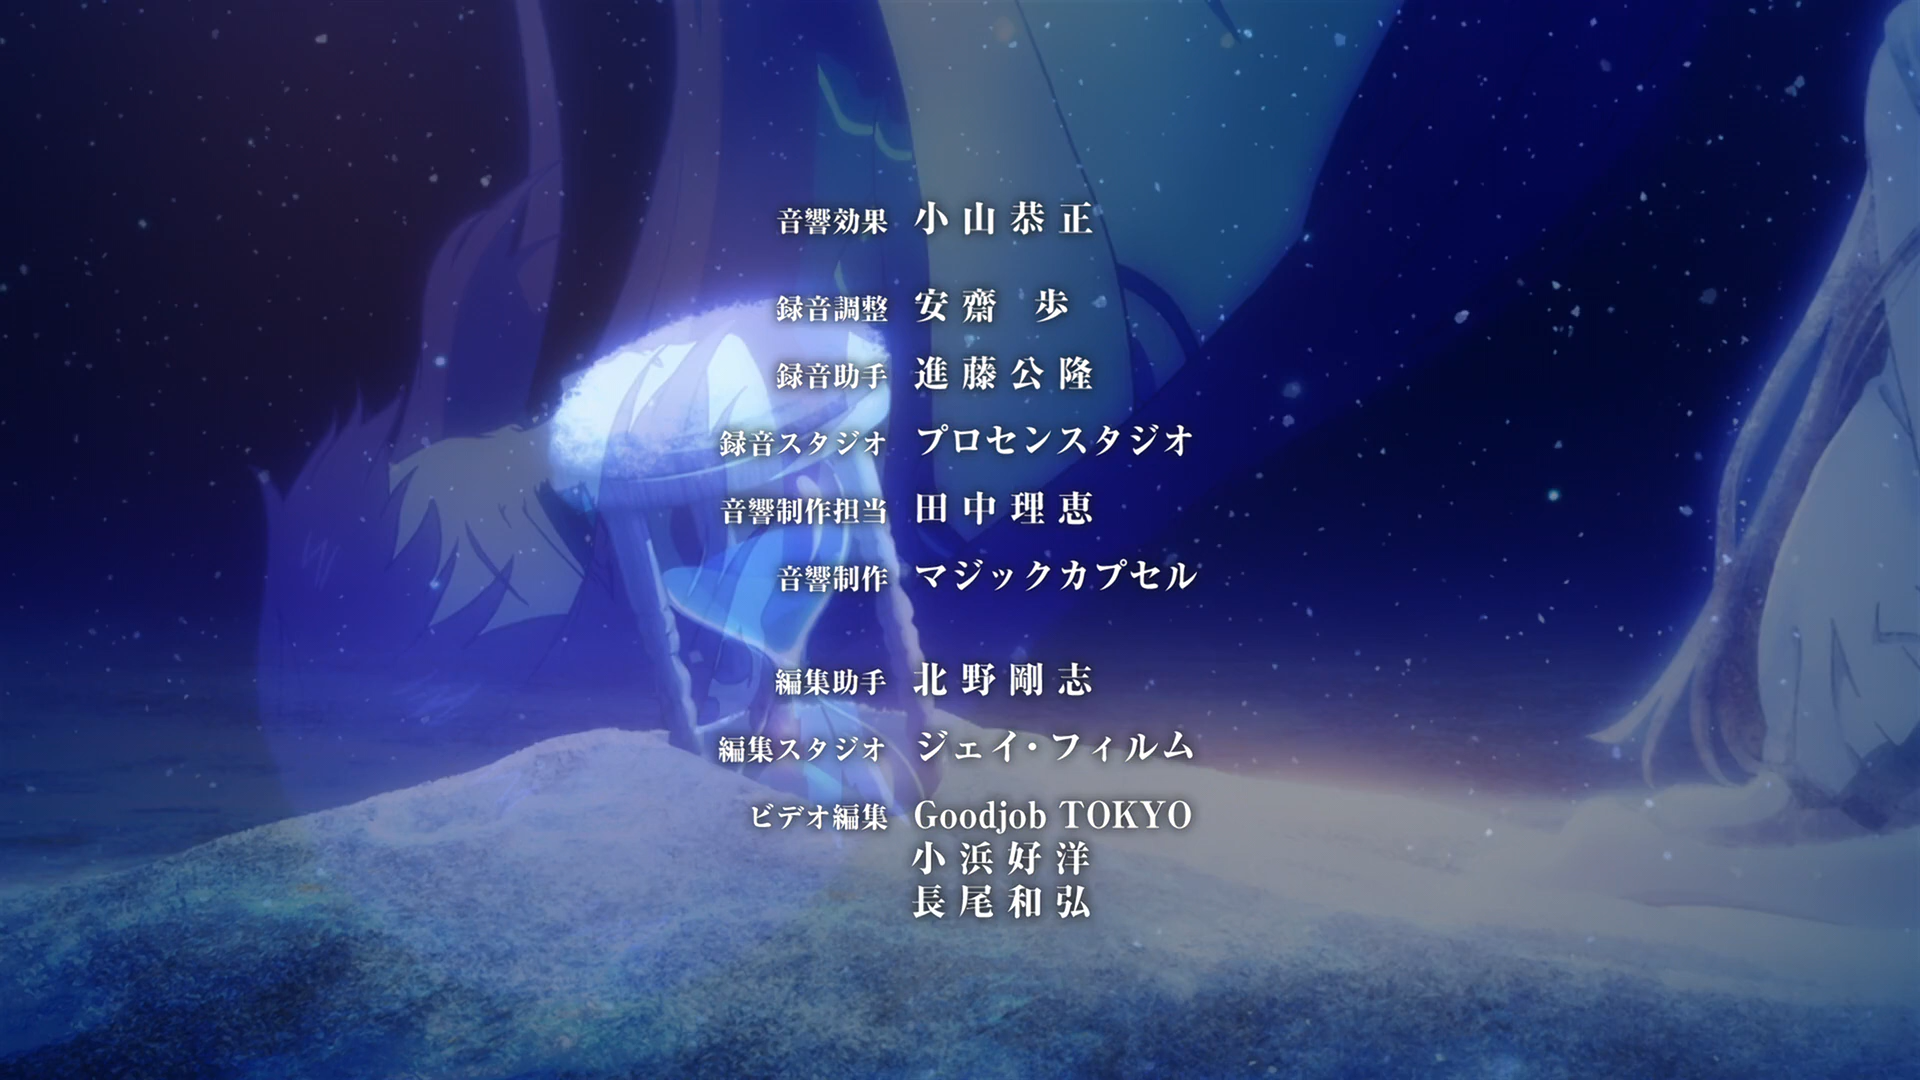 音響効果 小山恭正
録音調整 安齋 歩
録音助手 進藤公隆
録音スタジオ プロセンスタジオ
音響制作担当 田中理恵
音響制作 マジックカプセル
編集助手 北野剛志
編集スタジオ ジェイ・フィルム
ビデオ編集 Goodjob TOKYO
小浜好洋
長尾和弘